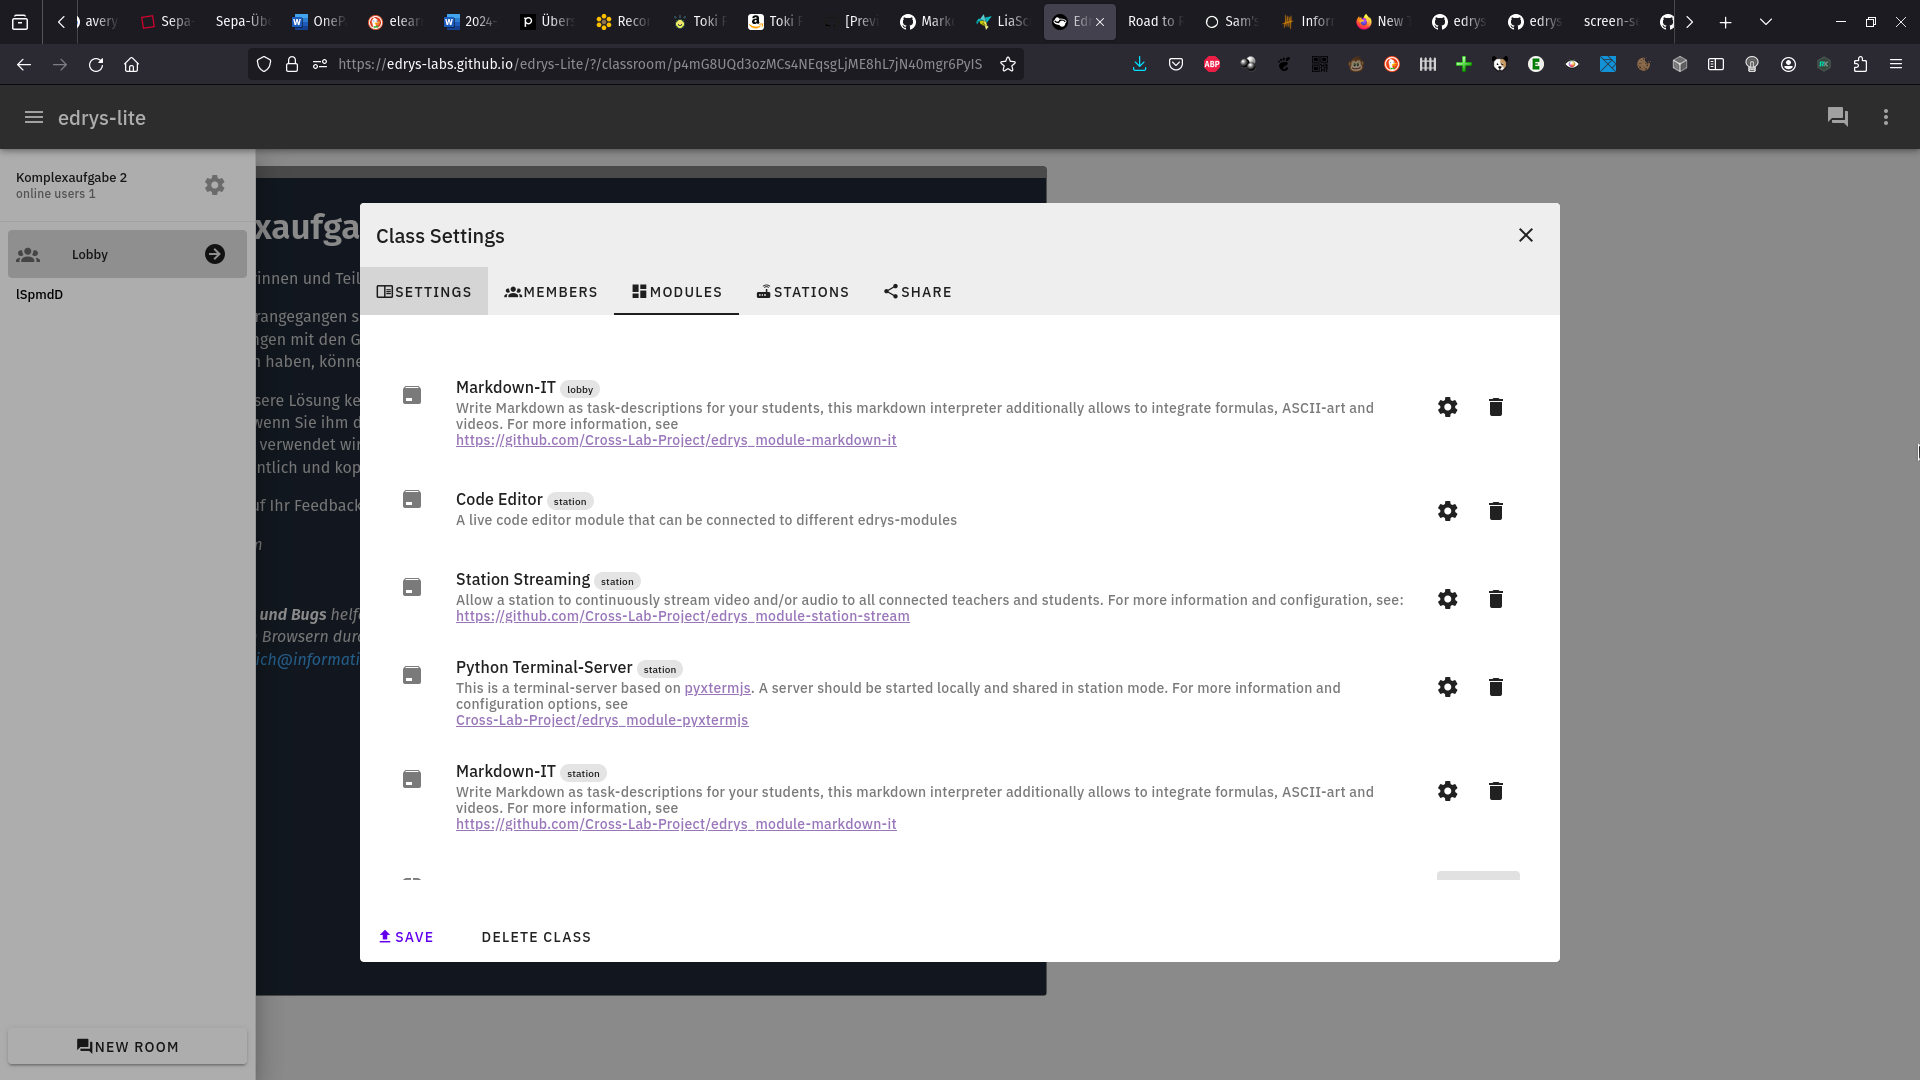 avery
Sepa-
Sepa-Üb
OneP
elear
2024-
Übers
Reco
Toki
Toki
[Prev
Mark
LiaSc
Ed
Road to
Sam's
Infor
New
edrys
edrys
screen-s
https://edrys-labs.github.io/edrys-Lite/?/classroom/p4mG8UQd3ozMCs4NEqsgLjME8hL7jN40mgr6PyIS
edrys-lite
Komplexaufgabe 2
online users 1
Lobby
lSpmdD
NEW ROOM
xaufga
innen und Teil
rangegangen s
ngen mit den G
n haben, könne
sere Lösung ke
wenn Sie ihm d
verwendet wir
ntlich und kop
uf Ihr Feedback
m
und Bugs helfe
Browsern durc
ich@informati
Class Settings
SETTINGS
MEMBERS
MODULES
STATIONS
SHARE
Markdown-IT lobby
Write Markdown as task-descriptions for your students, this markdown interpreter additionally allows to integrate formulas, ASCII-art and
videos. For more information, see
https://github.com/Cross-Lab-Project/edrys_module-markdown-it
Code Editor station
A live code editor module that can be connected to different edrys-modules
Station Streaming station
Allow a station to continuously stream video and/or audio to all connected teachers and students. For more information and configuration, see:
https://github.com/Cross-Lab-Project/edrys_module-station-stream
Python Terminal-Server station
This is a terminal-server based on pyxtermjs. A server should be started locally and shared in station mode. For more information and
configuration options, see
Cross-Lab-Project/edrys_module-pyxtermjs
Markdown-IT station
Write Markdown as task-descriptions for your students, this markdown interpreter additionally allows to integrate formulas, ASCII-art and
videos. For more information, see
https://github.com/Cross-Lab-Project/edrys_module-markdown-it
SAVE
DELETE CLASS